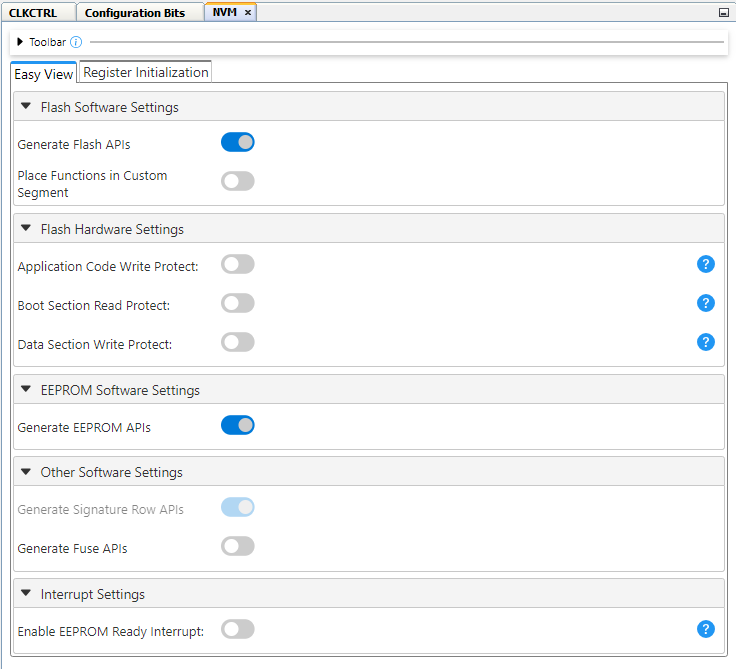 CLKCTRL Configuration Bits NVM ×
Toolbar i
Easy View Register Initialization
Flash Software Settings
Generate Flash APIs
Place Functions in Custom
Segment
Flash Hardware Settings
Application Code Write Protect: ?
Boot Section Read Protect: ?
Data Section Write Protect: ?
EEPROM Software Settings
Generate EEPROM APIs
Other Software Settings
Generate Signature Row APIs
Generate Fuse APIs
Interrupt Settings
Enable EEPROM Ready Interrupt: ?